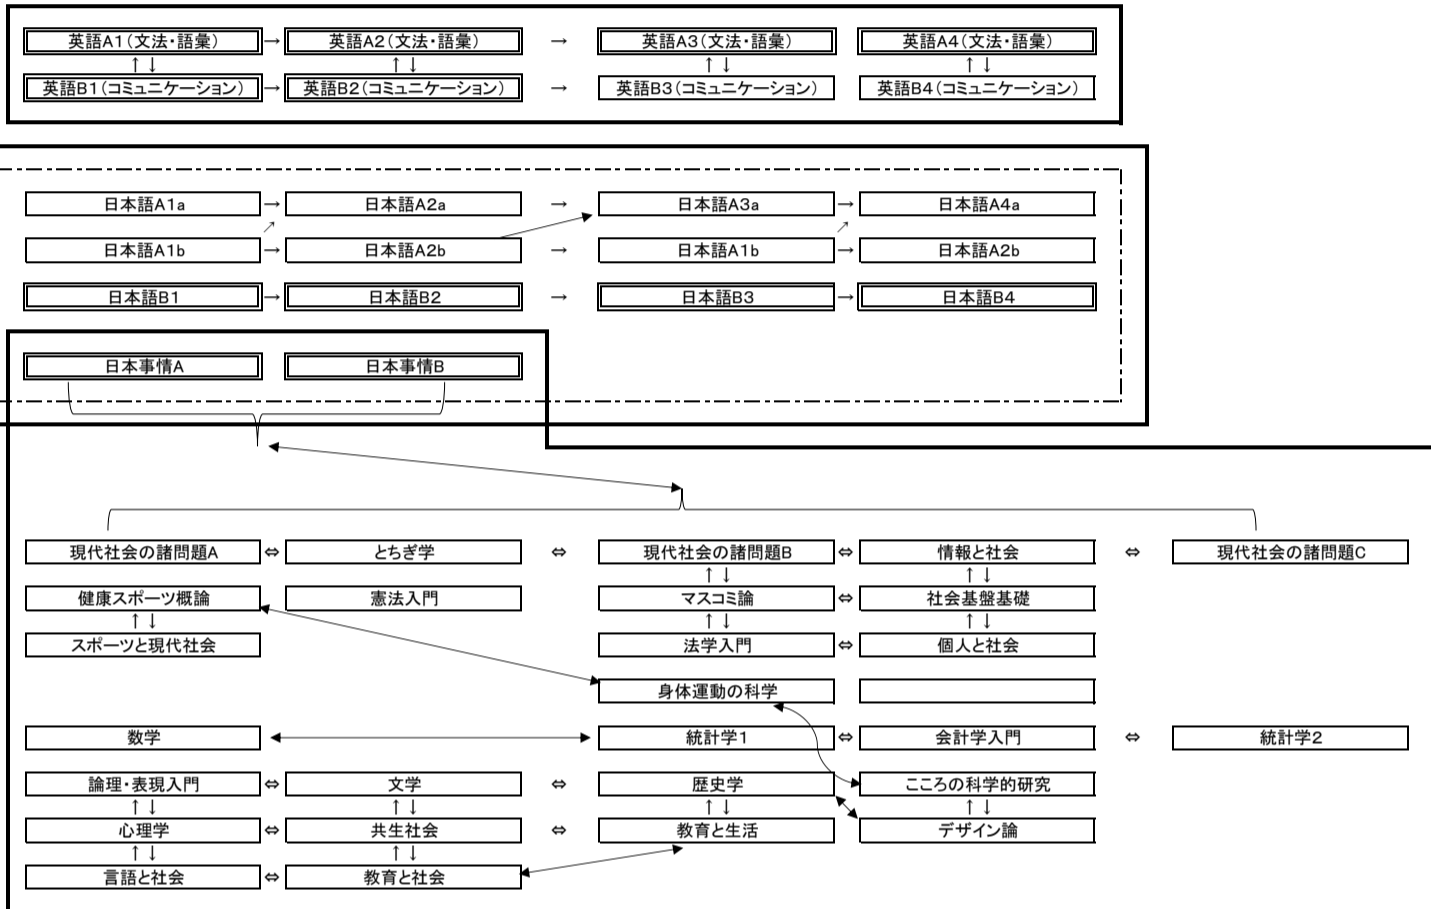 英語A1(文法・語彙) → 英語A2(文法・語彙) → 英語A3(文法・語彙) 英語A4(文法・語彙)
↑↓ ↑↓ ↑↓ ↑↓
英語B1(コミュニケーション) → 英語B2(コミュニケーション) → 英語B3(コミュニケーション) 英語B4(コミュニケーション)
日本語A1a → 日本語A2a → 日本語A3a → 日本語A4a
日本語A1b → 日本語A2b → 日本語A1b → 日本語A2b
日本語B1 → 日本語B2 → 日本語B3 → 日本語B4
日本事情A 日本事情B
現代社会の諸問題A ⇔ とちぎ学 ⇔ 現代社会の諸問題B ⇔ 情報と社会 ⇔ 現代社会の諸問題C
↑↓ ↑↓
健康スポーツ概論 憲法入門 マスコミ論 ⇔ 社会基盤基礎
↑↓ ↑↓ ↑↓
スポーツと現代社会 法学入門 ⇔ 個人と社会
身体運動の科学
数学 統計学1 ⇔ 会計学入門 ⇔ 統計学2
論理・表現入門 ⇔ 文学 ⇔ 歴史学 こころの科学的研究
↑↓ ↑↓ ↑↓ ↑↓
心理学 ⇔ 共生社会 ⇔ 教育と生活 デザイン論
↑↓ ↑↓
言語と社会 ⇔ 教育と社会